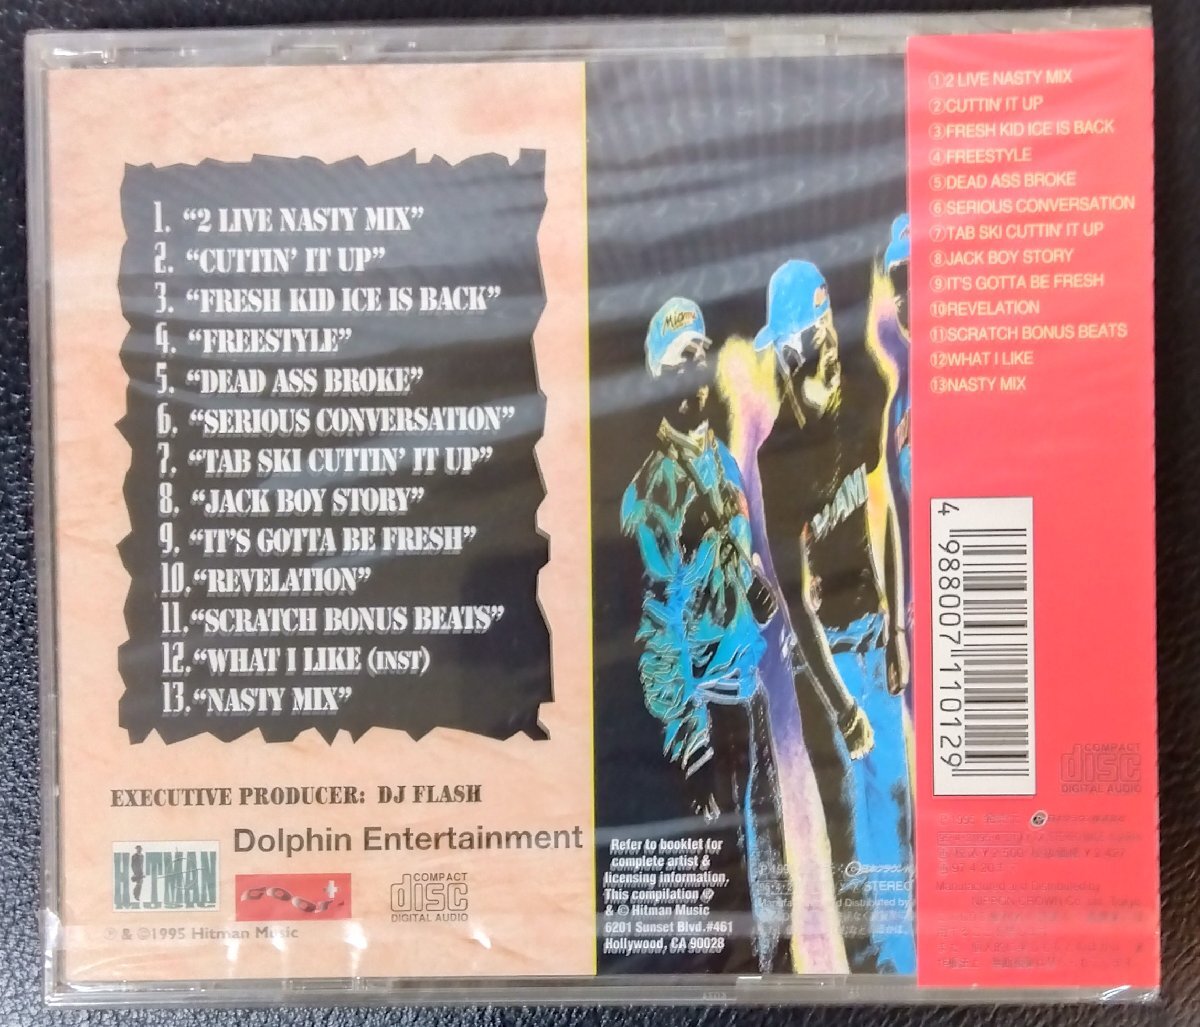 1. “2 LIVE NASTY MIX”
2. “CUTTIN’ IT UP”
3. “FRESH KID ICE IS BACK”
4. “FREESTYLE”
5. “DEAD ASS BROKE”
6. “SERIOUS CONVERSATION”
7. “TAB SKI CUTTIN’ IT UP”
8. “JACK BOY STORY”
9. “IT’S GOTTA BE FRESH”
10. “REVELATION”
11. “SCRATCH BONUS BEATS”
12. “WHAT I LIKE (INST)
13. “NASTY MIX”
EXECUTIVE PRODUCER: DJ FLASH
Dolphin Entertainment
HITMAN
COMPACT
disc
DIGITAL AUDIO
℗ & ©1995 Hitman Music
Miami
MIAMI
Refer to booklet for
complete artist &
licensing information.
This compilation ℗
& © Hitman Music
6201 Sunset Blvd.#461
Hollywood, CA 90028
STEREO
Manufactured and Distributed by
①2 LIVE NASTY MIX
②CUTTIN' IT UP
③FRESH KID ICE IS BACK
④FREESTYLE
⑤DEAD ASS BROKE
⑥SERIOUS CONVERSATION
⑦TAB SKI CUTTIN' IT UP
⑧JACK BOY STORY
⑨IT'S GOTTA BE FRESH
⑩REVELATION
⑪SCRATCH BONUS BEATS
⑫WHAT I LIKE
⑬NASTY MIX
4 988007 110129
COMPACT
disc
DIGITAL AUDIO
Manufactured and Distributed by
NIPPON CROWN Co., Ltd. Tokyo